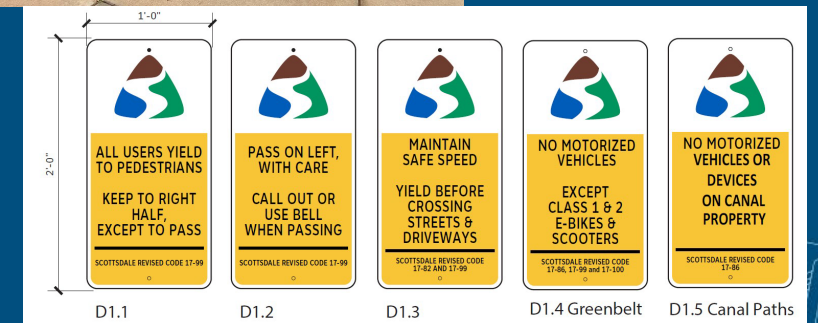 1'-0"
2'-0"
ALL USERS YIELD
TO PEDESTRIANS
KEEP TO RIGHT
HALF,
EXCEPT TO PASS
SCOTTSDALE REVISED CODE 17-99
D1.1
PASS ON LEFT,
WITH CARE
CALL OUT OR
USE BELL
WHEN PASSING
SCOTTSDALE REVISED CODE 17-99
D1.2
MAINTAIN
SAFE SPEED
YIELD BEFORE
CROSSING
STREETS &
DRIVEWAYS
SCOTTSDALE REVISED CODE
17-82 AND 17-99
D1.3
NO MOTORIZED
VEHICLES
EXCEPT
CLASS 1 & 2
E-BIKES &
SCOOTERS
SCOTTSDALE REVISED CODE
17-86, 17-99 and 17-100
D1.4 Greenbelt
NO MOTORIZED
VEHICLES OR
DEVICES
ON CANAL
PROPERTY
SCOTTSDALE REVISED CODE
17-86
D1.5 Canal Paths